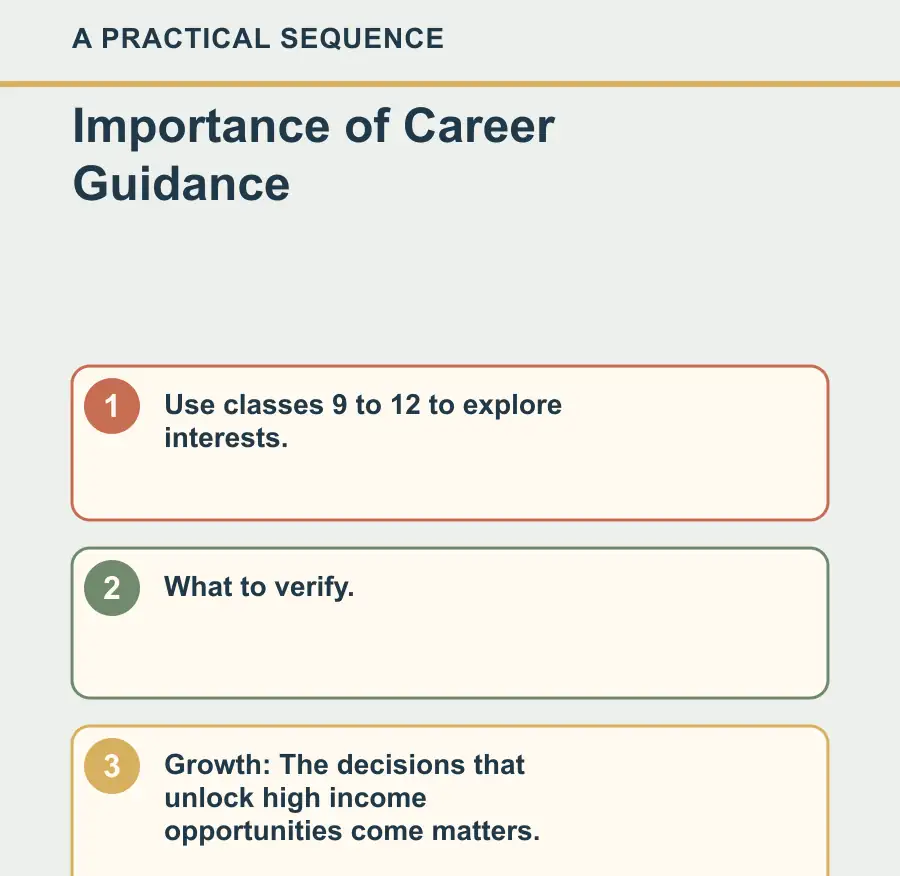 A PRACTICAL SEQUENCE
Importance of Career
Guidance
1
Use classes 9 to 12 to explore
interests.
2
What to verify.
3
Growth: The decisions that
unlock high income
opportunities come matters.